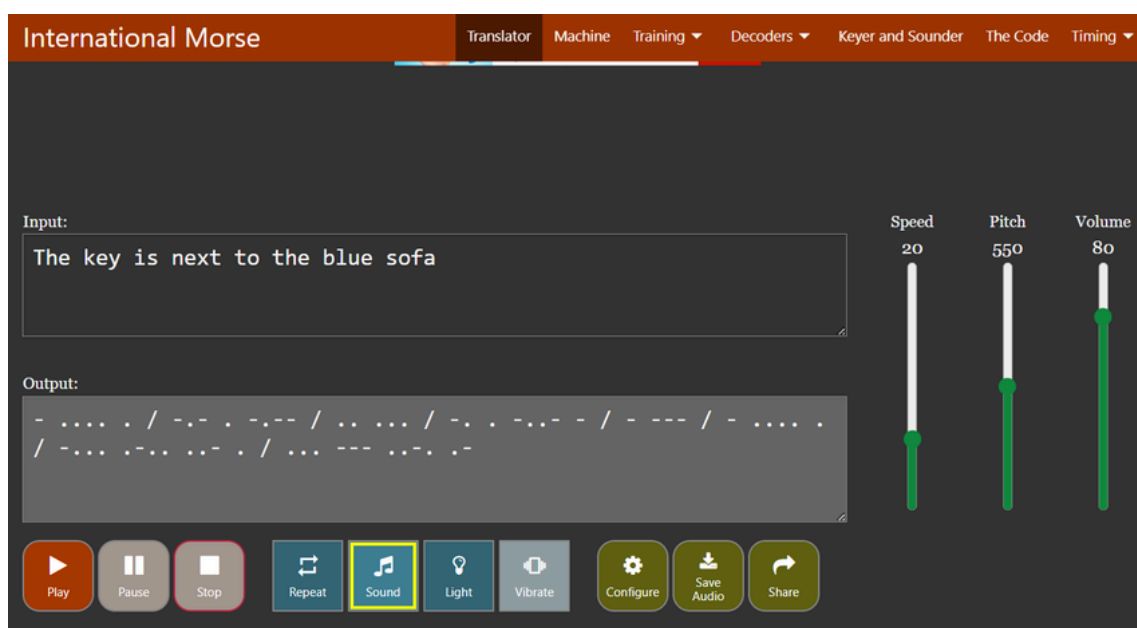 International Morse
Translator Machine Training Decoders Keyer and Sounder The Code Timing
Input:
The key is next to the blue sofa
Speed Pitch Volume
20 550 80
Output:
- .... . / -.- . -.-- / .. ... / -. . -..- - / - --- / - .... .
/ -... .-.. ..- . / ... --- ..-. .-
Play Pause Stop Repeat Sound Light Vibrate Configure Save Audio Share